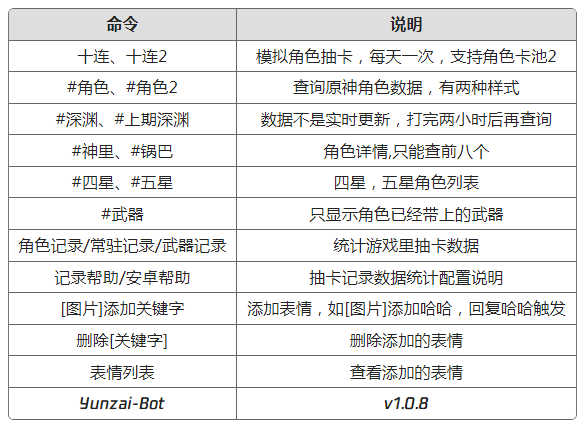 命令 说明
十连、十连2 模拟角色抽卡，每天一次，支持角色卡池2
#角色、#角色2 查询原神角色数据，有两种样式
#深渊、#上期深渊 数据不是实时更新，打完两小时后再查询
#神里、#锅巴 角色详情,只能查前八个
#四星、#五星 四星，五星角色列表
#武器 只显示角色已经带上的武器
角色记录/常驻记录/武器记录 统计游戏里抽卡数据
记录帮助/安卓帮助 抽卡记录数据统计配置说明
[图片]添加关键字 添加表情，如[图片]添加哈哈，回复哈哈触发
删除[关键字] 删除添加的表情
表情列表 查看添加的表情
Yunzai-Bot v1.0.8